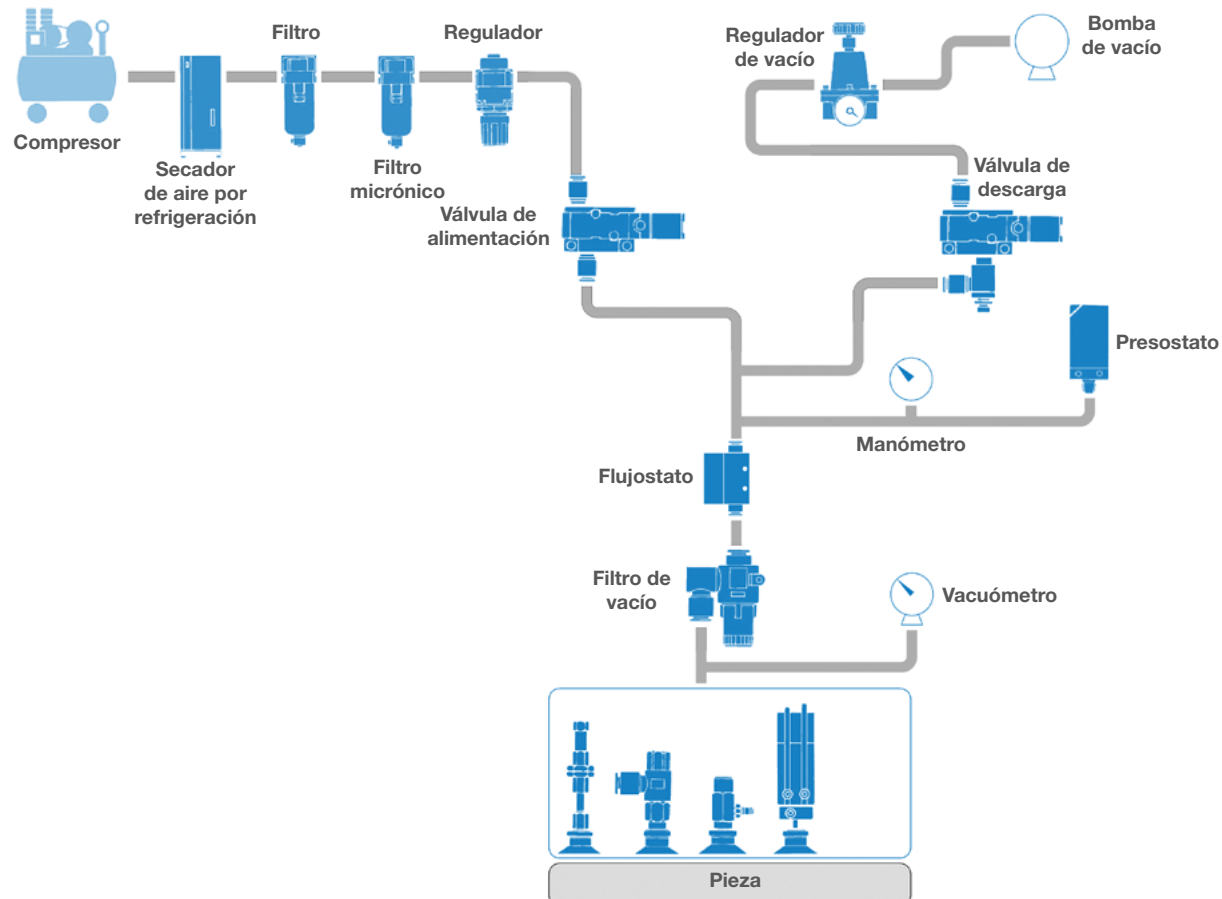 Filtro
Regulador
Regulador
de vacío
Bomba
de vacío
Compresor
Secador
de aire por
refrigeración
Filtro
micrónico
Válvula de
alimentación
Válvula de
descarga
Presostato
Manómetro
Flujostato
Filtro de
vacío
Vacuómetro
Pieza